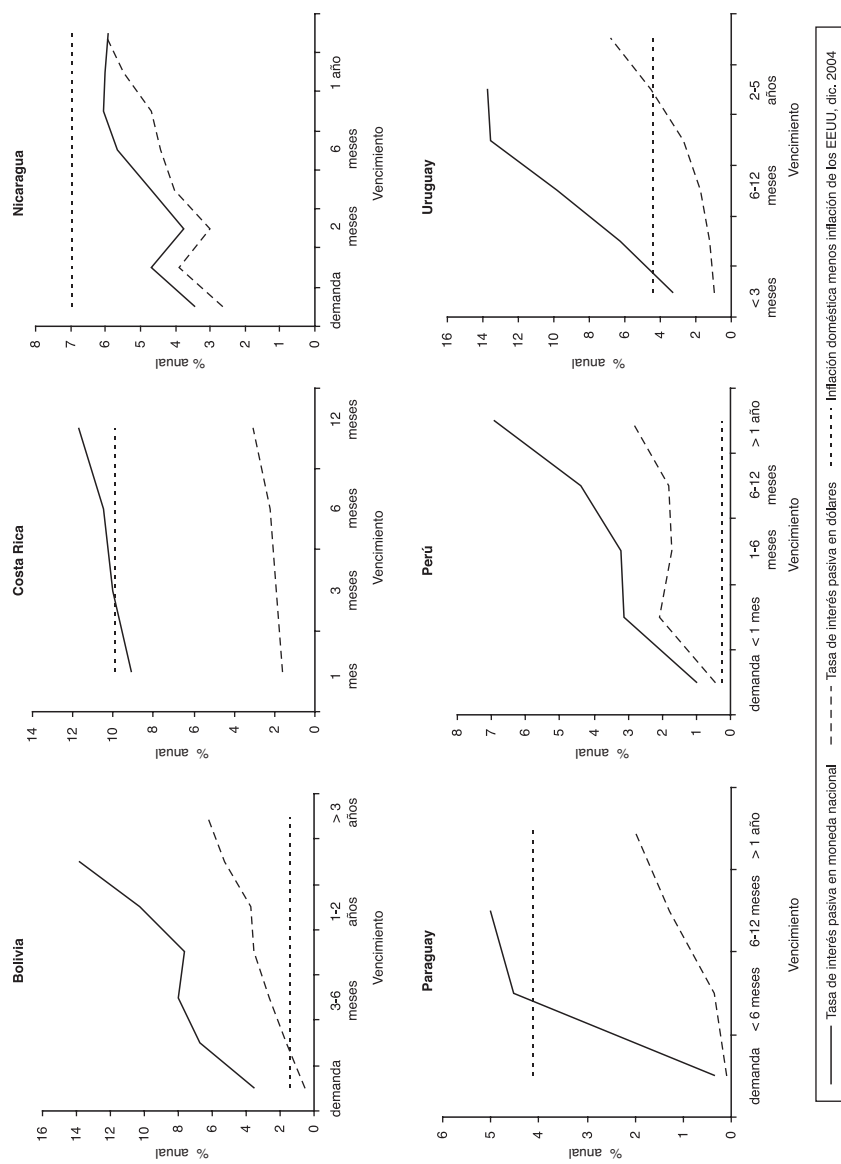 Bolivia
16
14
12
10
8
6
4
2
0
% anual
demanda 3-6 1-2 > 3
meses años años
Vencimiento
Costa Rica
14
12
10
8
6
4
2
0
% anual
1 3 6 12
mes meses meses meses
Vencimiento
Nicaragua
8
7
6
5
4
3
2
1
0
% anual
demanda 2 6 1 año
meses meses
Vencimiento
Paraguay
6
5
4
3
2
1
0
% anual
demanda < 6 meses 6-12 meses > 1 año
Vencimiento
Perú
8
7
6
5
4
3
2
1
0
% anual
demanda < 1 mes 1-6 6-12 > 1 año
meses meses
Vencimiento
Uruguay
16
14
12
10
8
6
4
2
0
% anual
< 3 6-12 2-5
meses meses años
Vencimiento
Tasa de interés pasiva en moneda nacional Tasa de interés pasiva en dólares Inflación doméstica menos inflación de los EEUU, dic. 2004